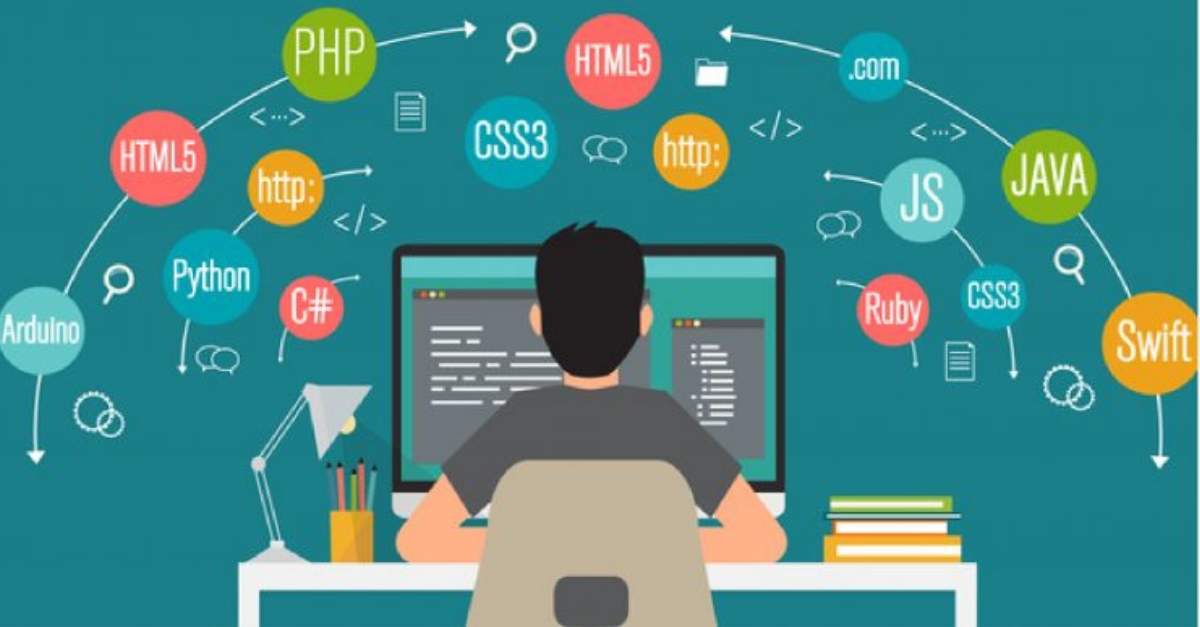 PHP
HTML5
.com
CSS3
http:
HTML5
http:
JS
JAVA
Python
C#
Ruby
CSS3
Arduino
Swift